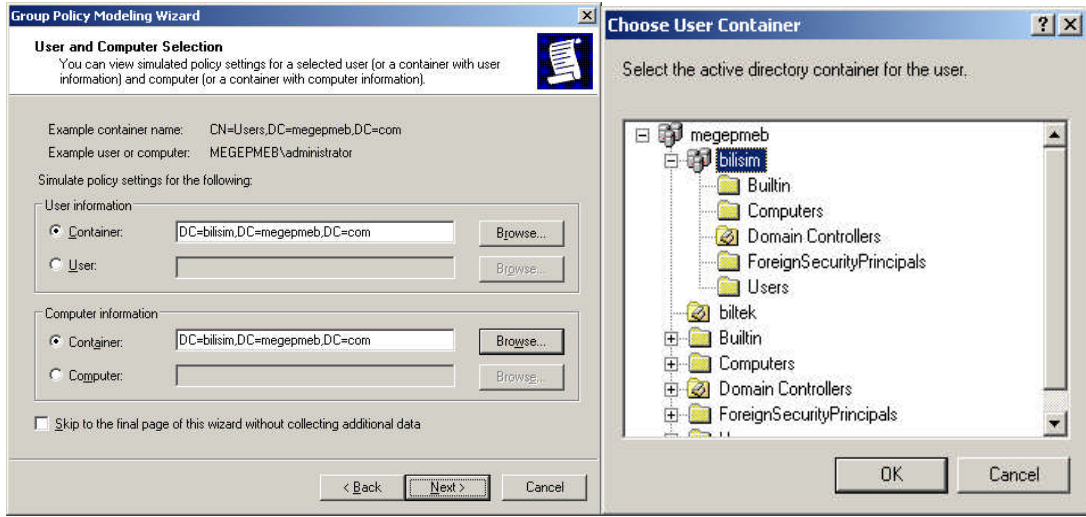 Group Policy Modeling Wizard
User and Computer Selection
You can view simulated policy settings for a selected user (or a container with user
information) and computer (or a container with computer information).
Example container name: CN=Users,DC=megepmeb,DC=com
Example user or computer: MEGEPMEB\administrator
Simulate policy settings for the following:
User information
Container: DC=bilisim,DC=megepmeb,DC=com Browse...
User: Browse...
Computer information
Container: DC=bilisim,DC=megepmeb,DC=com Browse...
Computer: Browse...
Skip to the final page of this wizard without collecting additional data
< Back Next > Cancel
Choose User Container
Select the active directory container for the user.
megepmeb
bilisim
Builtin
Computers
Domain Controllers
ForeignSecurityPrincipals
Users
biltek
Builtin
Computers
Domain Controllers
ForeignSecurityPrincipals
OK Cancel